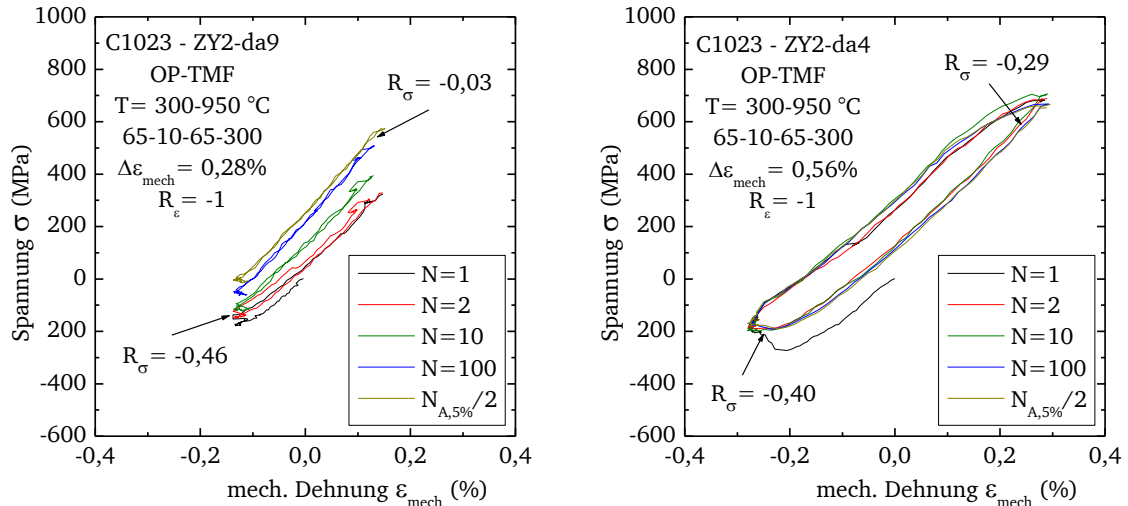 1000
800
600
400
200
0
200
-400
-600
Spannung σ (MPa)
C1023 - ZY2-da9
OP-TMF
T= 300-950 °C
65-10-65-300
Δε_mech= 0,28%
R_ε= -1
R_σ= -0,03
R_σ= -0,46
N=1
N=2
N=10
N=100
N_A,5%/2
-0,4 -0,2 0,0 0,2 0,4
mech. Dehnung ε_mech (%)
1000
800
600
400
200
0
200
-400
-600
Spannung σ (MPa)
C1023 - ZY2-da4
OP-TMF
T= 300-950 °C
65-10-65-300
Δε_mech= 0,56%
R_ε= -1
R_σ= -0,29
R_σ= -0,40
N=1
N=2
N=10
N=100
N_A,5%/2
-0,4 -0,2 0,0 0,2 0,4
mech. Dehnung ε_mech (%)